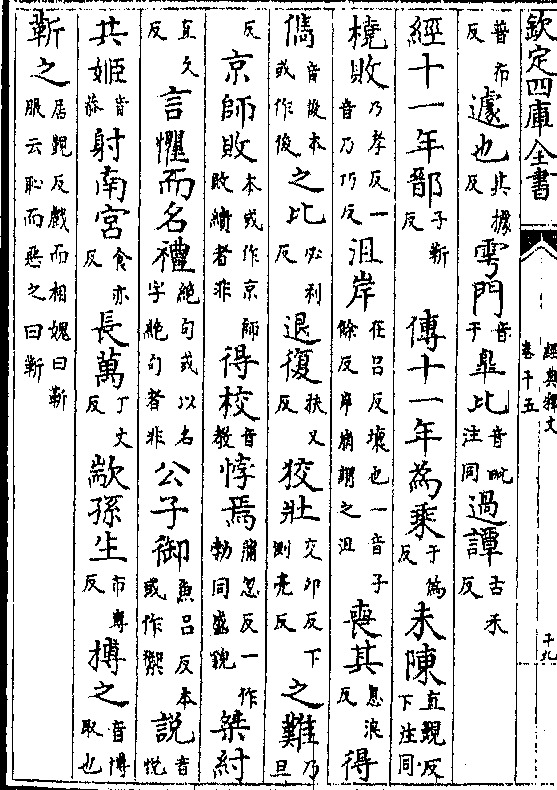 欽定四庫全書
經典釋文
卷十五
十九
普布反 遽也其據反 雩門音于 臯比音毗注同 過譚古禾反
經十一年鄑子斯反 傳十一年為乘于偽反 未陳直覲反下注同
橈敗乃孝反一音乃巧反 沮岸在呂反壞也一音子餘反岸崩謂之沮 喪其息浪反 得
儁音俊本或作俊 之比必利反 退復扶又反 狡壯交卯反下側亮反 之難乃旦
反 京師敗本或作京師敗績者非 得校音教 悖焉蒲忽反一作勃同盛貌 桀紂
直久反 言懼而名禮絶句或以名字絶句者非 公子御魚呂反本或作禦 說音悅
共姬音恭 射南宮食亦反 長萬丁丈反 歂孫生市專反 搏之音博取也
靳之居覲反戲而相媿曰靳服云恥而惡之曰靳